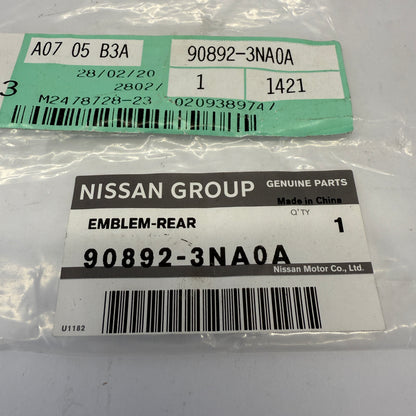 A07 05 B3A
90892-3NA0A
28/02/20
1
1421
3
2802/
M2478728-23
0209389747
NISSAN GROUP
GENUINE PARTS
Made in China
EMBLEM-REAR
Q'TY
1
90892-3NA0A
Nissan Motor Co., Ltd.
U1182